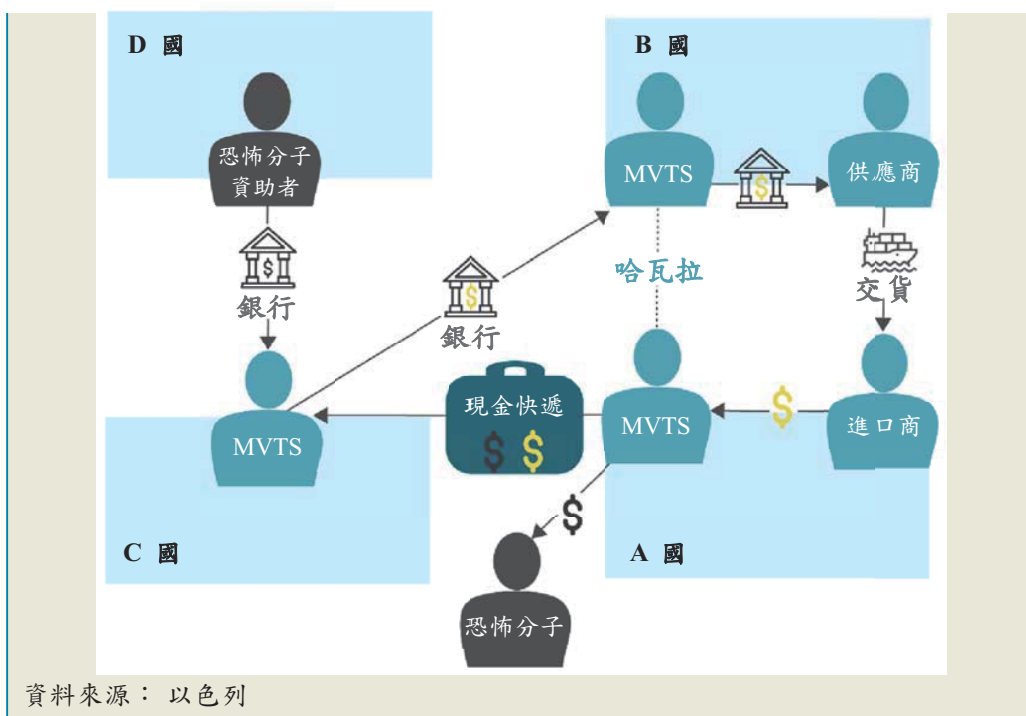 D 國
B 國
恐怖分子
資助者
MVTS
供應商
銀行
哈瓦拉
交貨
銀行
MVTS
現金快遞
MVTS
進口商
C 國
A 國
恐怖分子
資料來源： 以色列